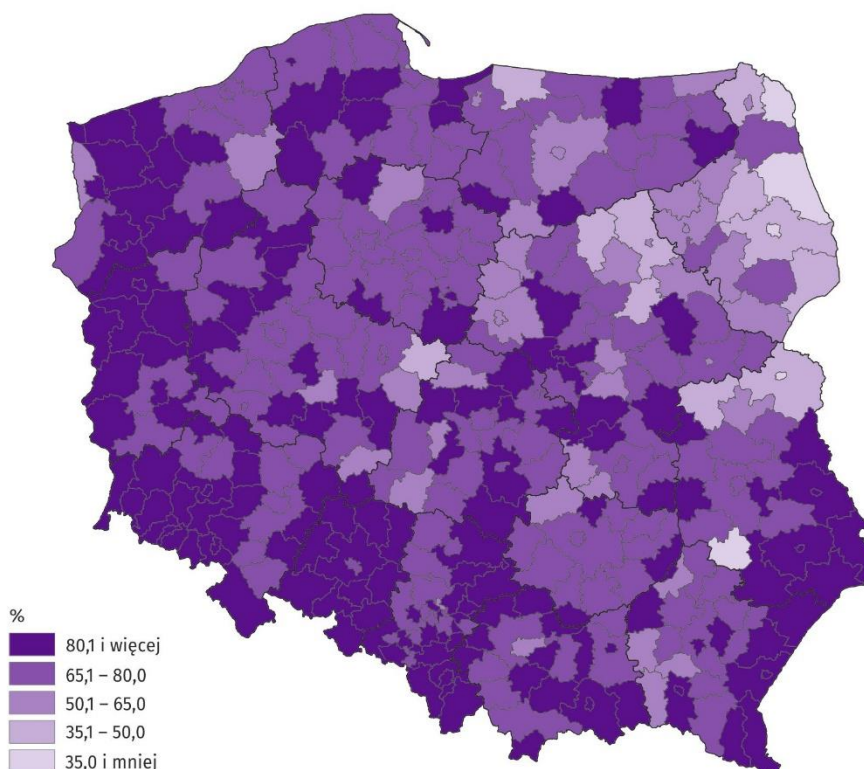 %
80,1 i więcej
65,1 – 80,0
50,1 – 65,0
35,1 – 50,0
35,0 i mniej